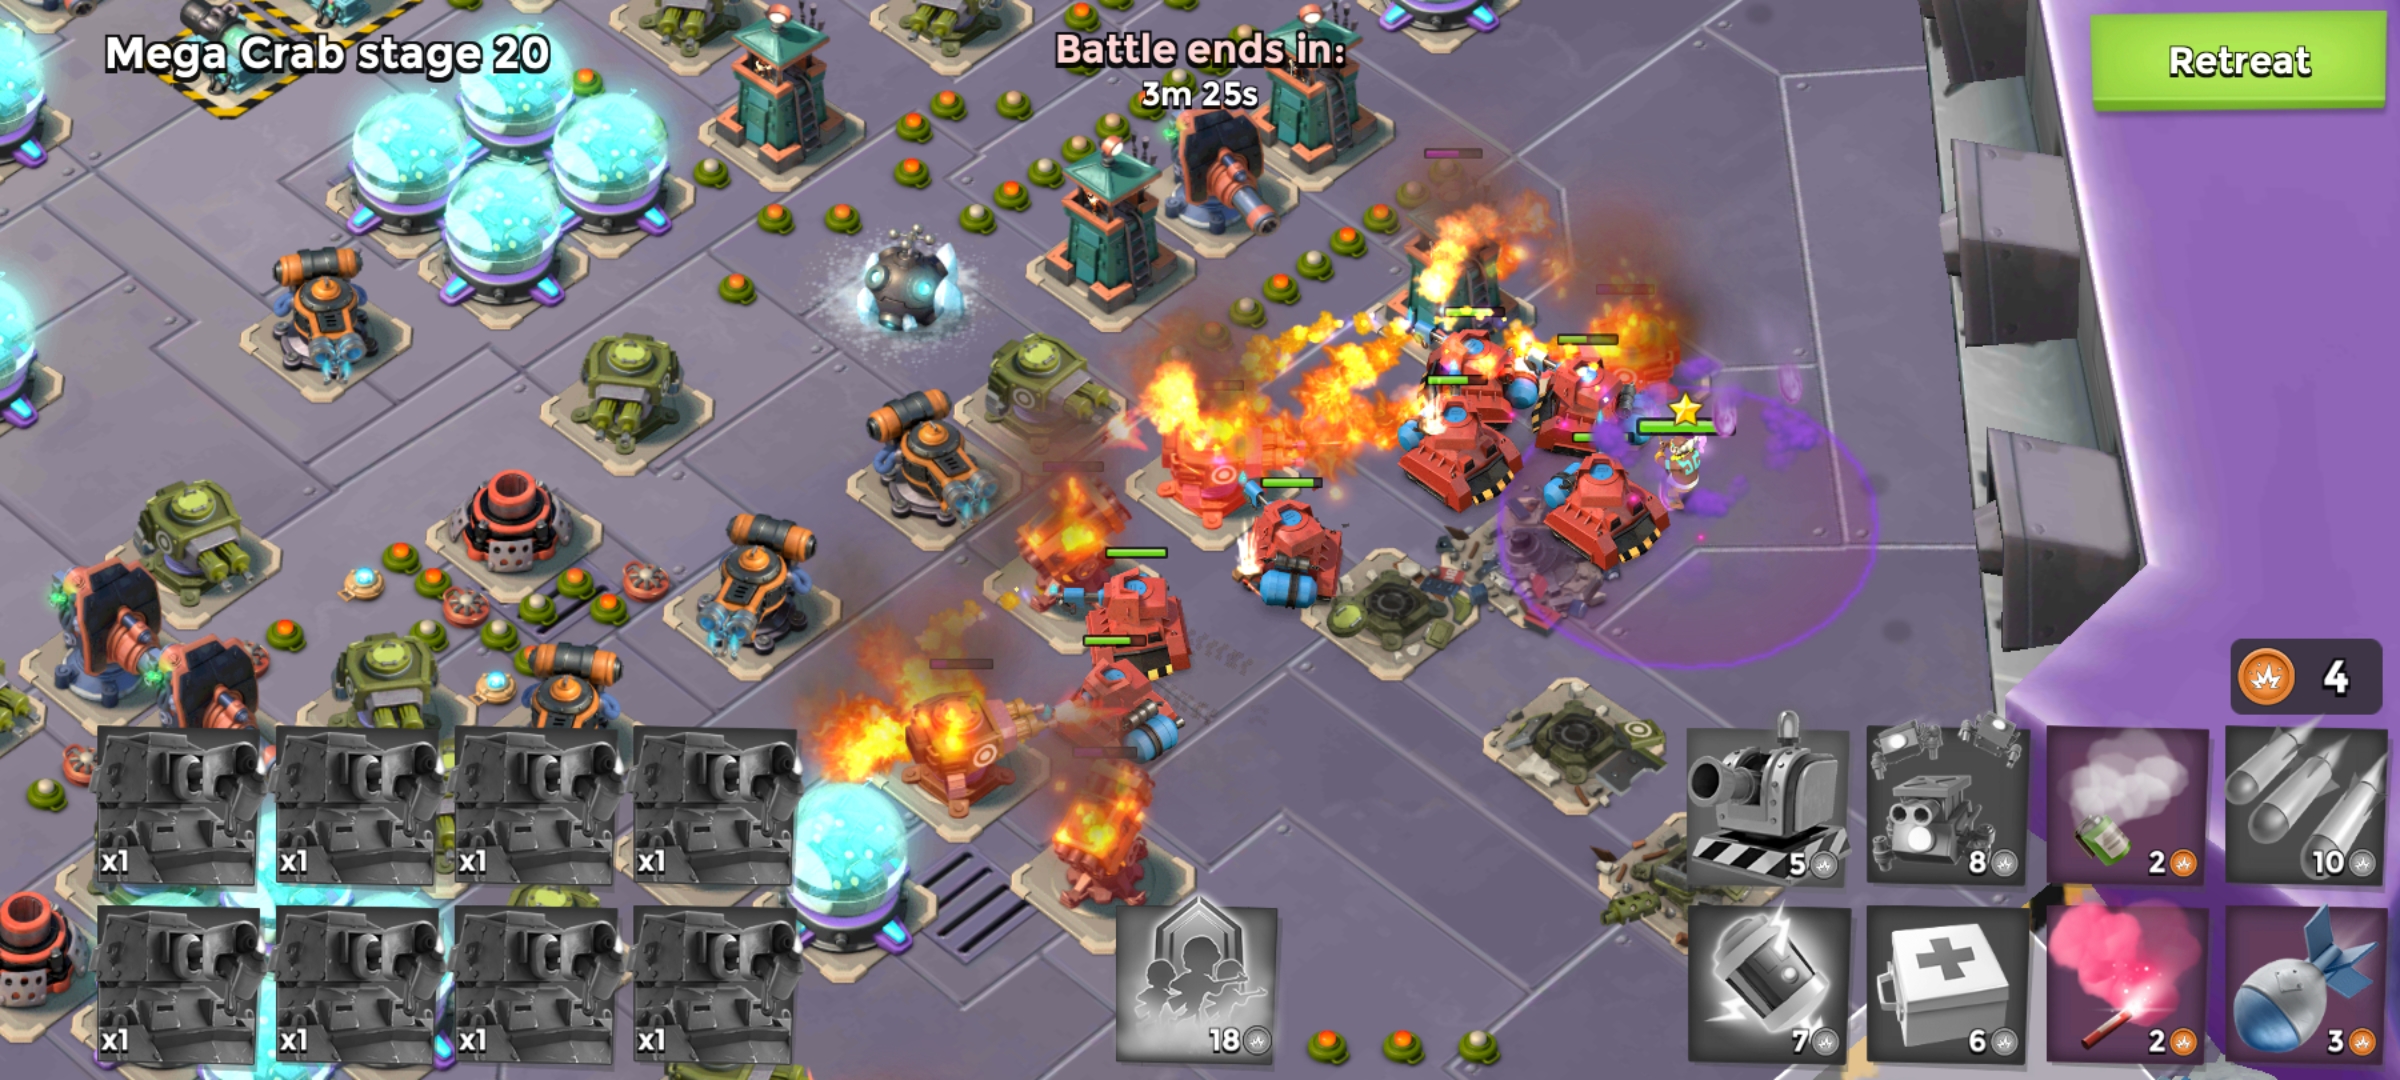 Mega Crab stage 20
Battle ends in:
3m 25s
Retreat
4
x1 x1 x1 x1
5 8 2 10
x1 x1 x1 x1
18
7 6 2 3